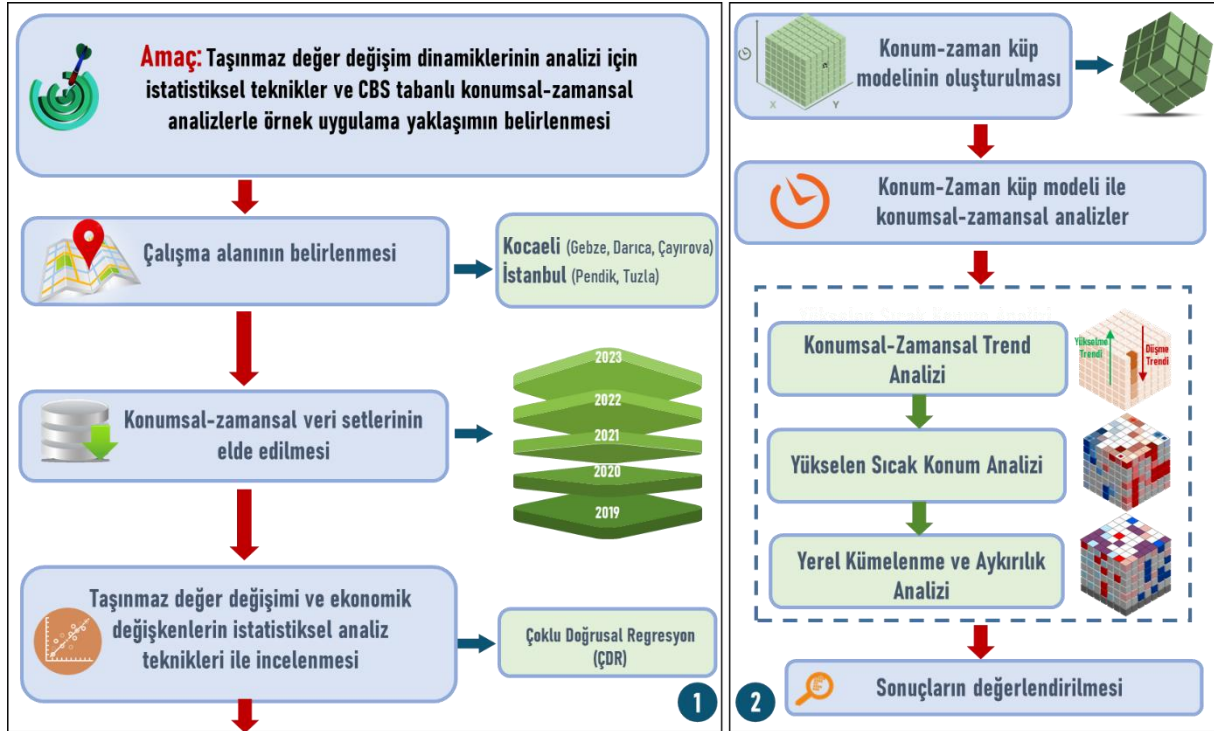 Amaç: Taşınmaz değer değişim dinamiklerinin analizi için
istatistiksel teknikler ve CBS tabanlı konumsal-zamansal
analizlerle örnek uygulama yaklaşımın belirlenmesi
Çalışma alanının belirlenmesi
Kocaeli (Gebze, Darıca, Çayırova)
İstanbul (Pendik, Tuzla)
Konumsal-zamansal veri setlerinin
elde edilmesi
2023
2022
2021
2020
2019
Taşınmaz değer değişimi ve ekonomik
değişkenlerin istatistiksel analiz
teknikleri ile incelenmesi
Çoklu Doğrusal Regresyon
(ÇDR)
1
X
Y
Konum-zaman küp
modelinin oluşturulması
Konum-Zaman küp modeli ile
konumsal-zamansal analizler
Konumsal-Zamansal Trend
Analizi
Yükselme
Trendi
Düşme
Trendi
Yükselen Sıcak Konum Analizi
Yerel Kümelenme ve Aykırılık
Analizi
Sonuçların değerlendirilmesi
2